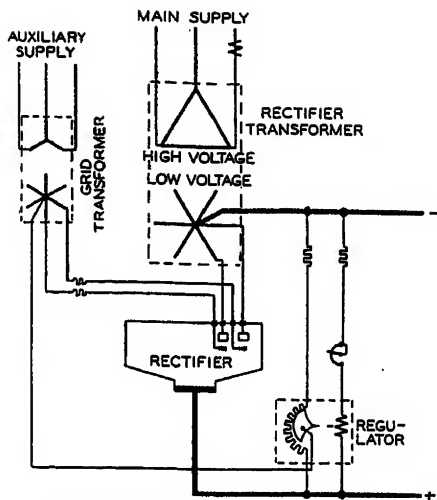 MAIN SUPPLY
AUXILIARY
SUPPLY
RECTIFIER
TRANSFORMER
HIGH VOLTAGE
LOW VOLTAGE
GRID
TRANSFORMER
−
RECTIFIER
REGU-
LATOR
+